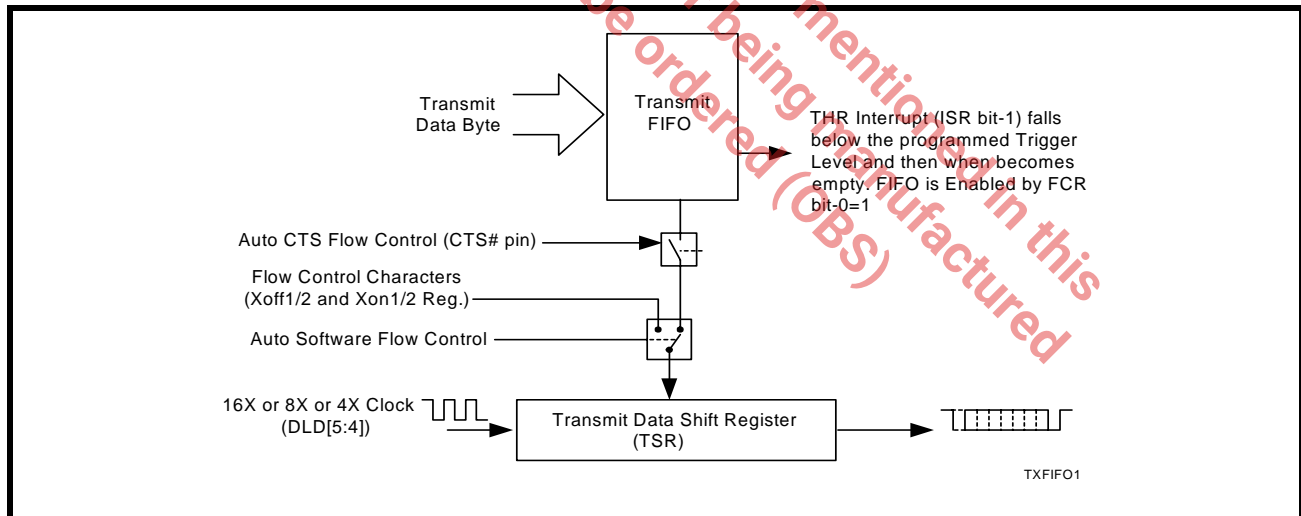 mentioned in this
being manufactured
be ordered (OBS)
Transmit
Data Byte
Transmit
FIFO
THR Interrupt (ISR bit-1) falls
below the programmed Trigger
Level and then when becomes
empty. FIFO is Enabled by FCR
bit-0=1
Auto CTS Flow Control (CTS# pin)
Flow Control Characters
(Xoff1/2 and Xon1/2 Reg.)
Auto Software Flow Control
16X or 8X or 4X Clock
(DLD[5:4])
Transmit Data Shift Register
(TSR)
TXFIFO1